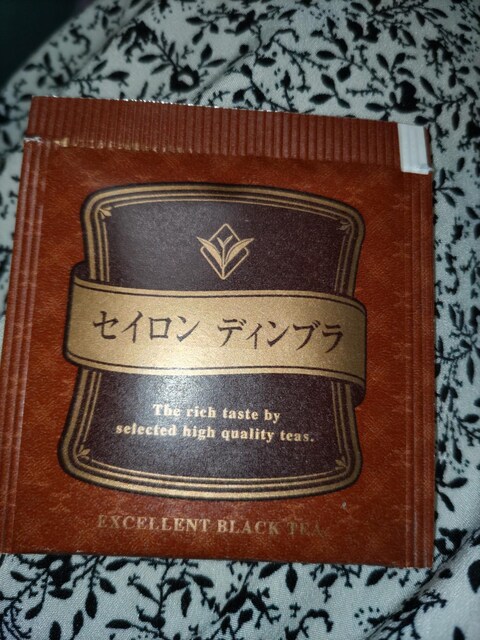 セイロン ディンブラ
The rich taste by
selected high quality teas.
EXCELLENT BLACK TEA